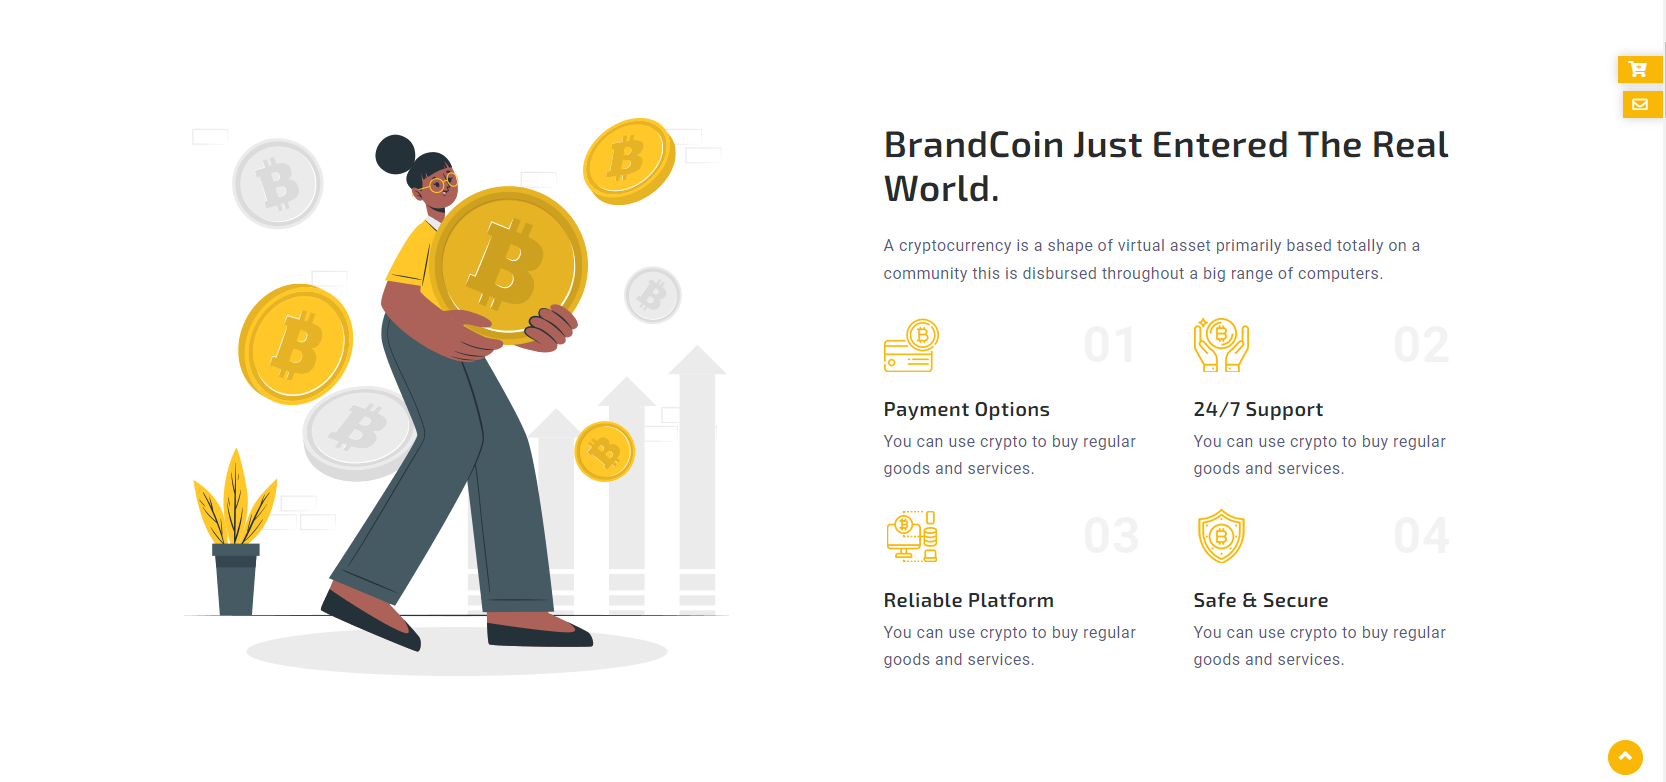 BrandCoin Just Entered The Real
World.
A cryptocurrency is a shape of virtual asset primarily based totally on a
community this is disbursed throughout a big range of computers.
01
Payment Options
You can use crypto to buy regular
goods and services.
02
24/7 Support
You can use crypto to buy regular
goods and services.
03
Reliable Platform
You can use crypto to buy regular
goods and services.
04
Safe & Secure
You can use crypto to buy regular
goods and services.